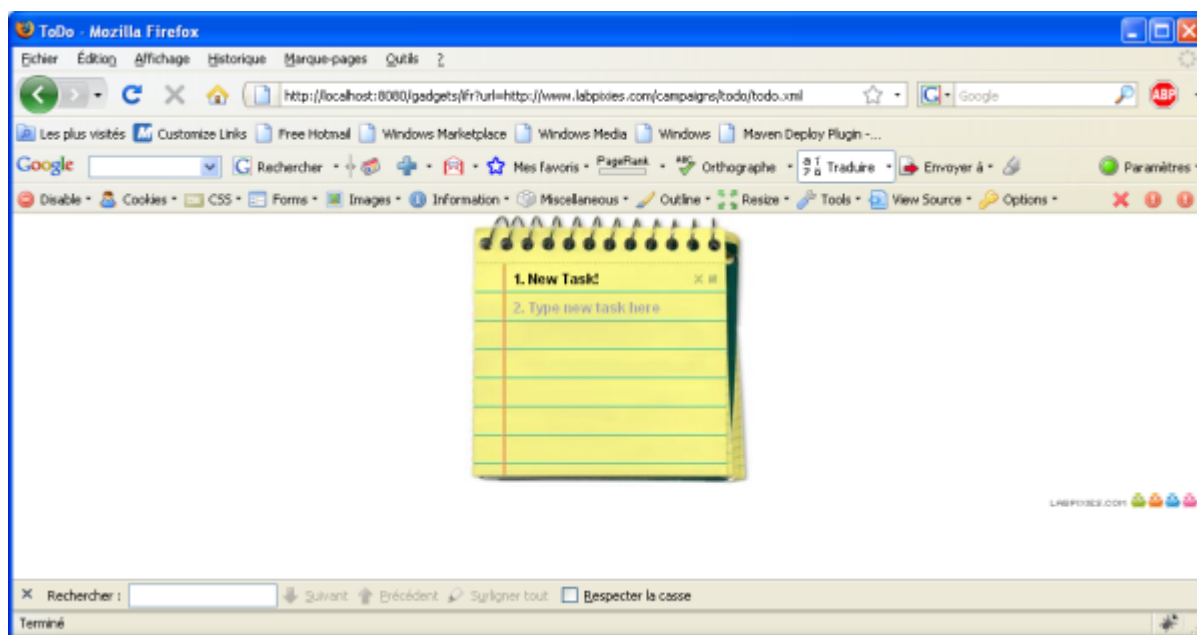 ToDo - Mozilla Firefox
Fichier Édition Affichage Historique Marque-pages Outils ?
http://localhost:8080/gadgets/ifr?url=http://www.labpixies.com/campaigns/todo/todo.xml G Google ABP
Les plus visités Customize Links Free Hotmail Windows Marketplace Windows Media Windows Maven Deploy Plugin -...
Google G Rechercher Mes favoris PageRank Orthographe Traduire Envoyer à Paramètres
Disable Cookies CSS Forms Images Information Miscellaneous Outline Resize Tools View Source Options
1. New Task!
2. Type new task here
LABPIXIES.COM
Rechercher : Suivant Précédent Surligner tout Respecter la casse
Terminé